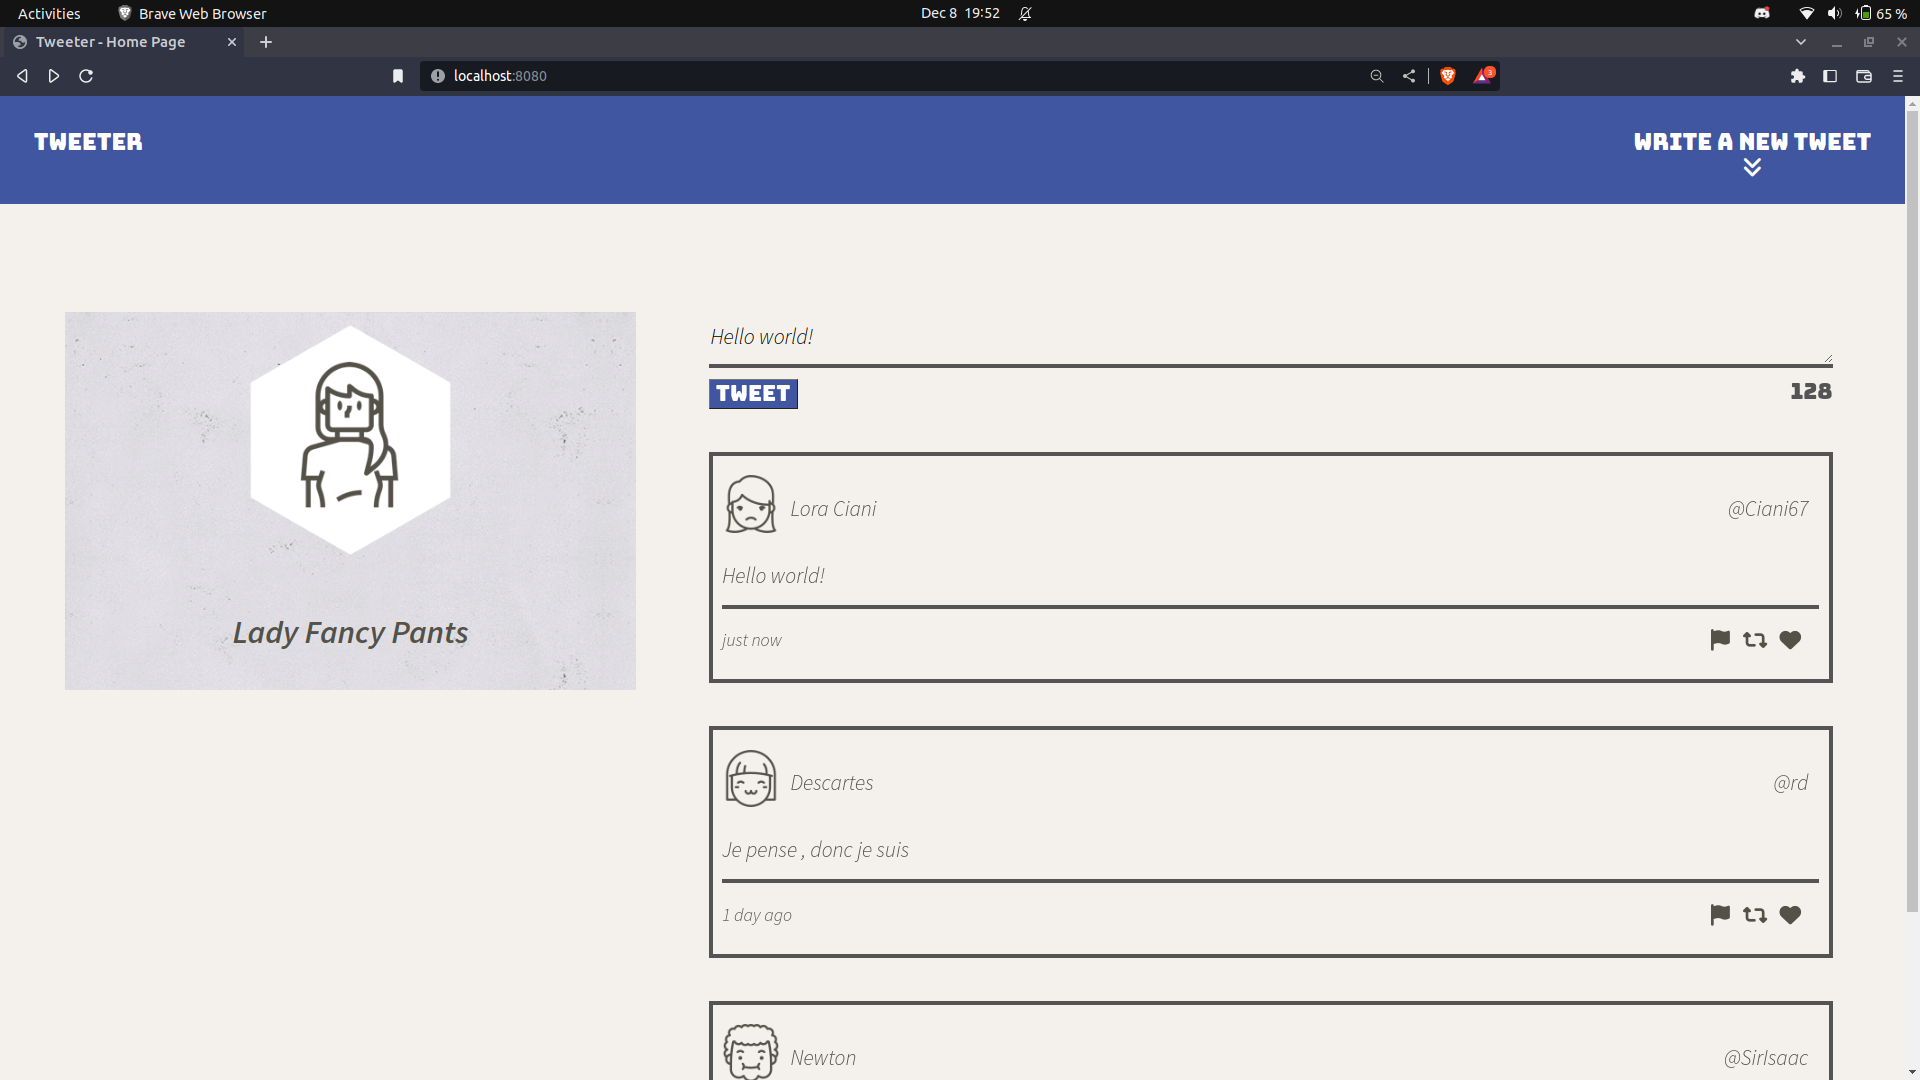 Activities Brave Web Browser Dec 8 19:52 65 %
Tweeter - Home Page
localhost:8080 3
TWEETER WRITE A NEW TWEET
Lady Fancy Pants
Hello world!
TWEET 128
Lora Ciani @Ciani67
Hello world!
just now
Descartes @rd
Je pense , donc je suis
1 day ago
Newton @SirIsaac